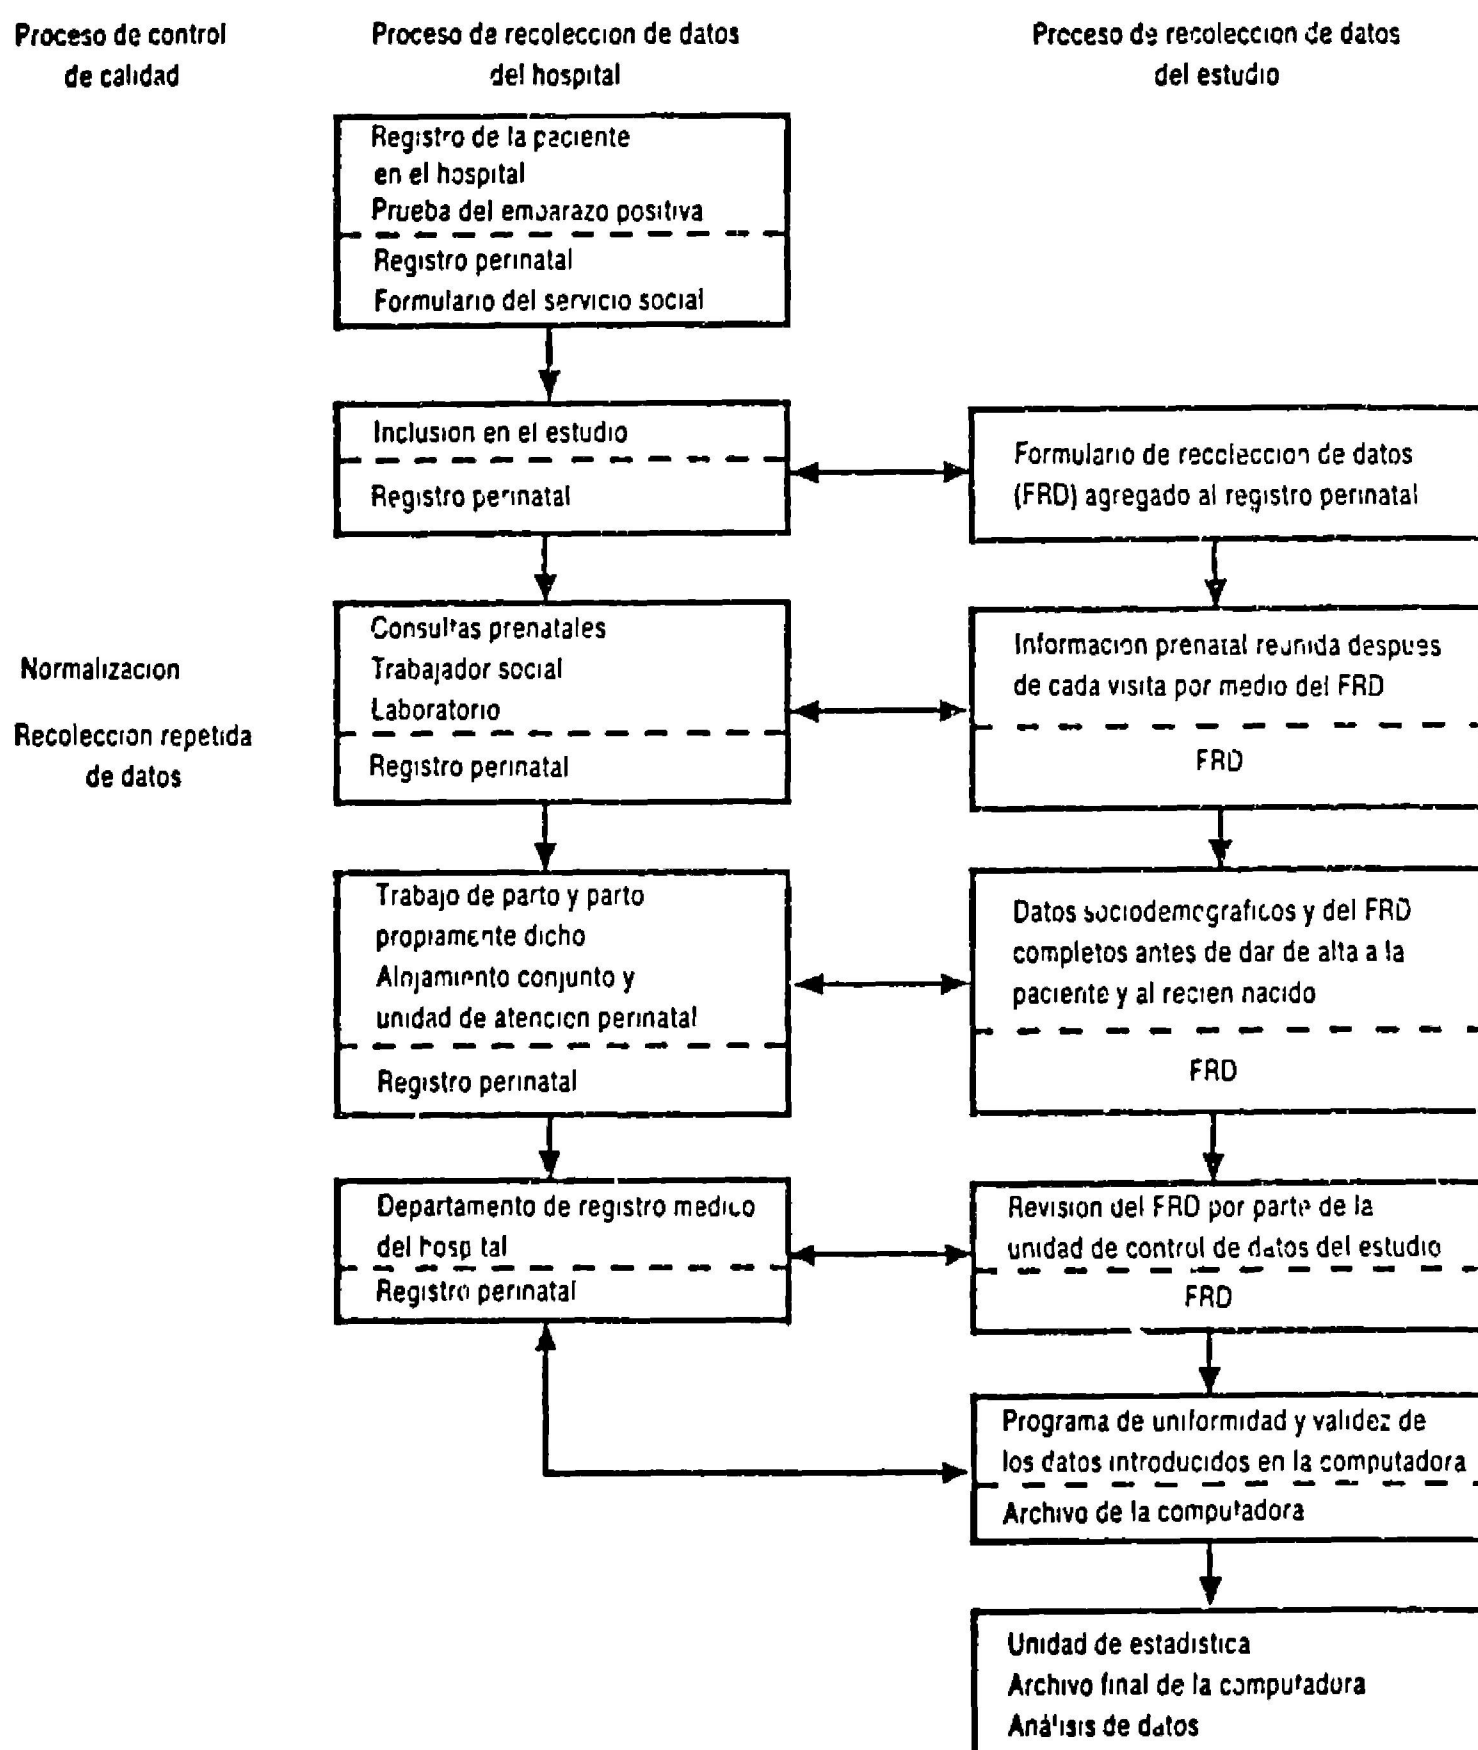 Proceso de control
de calidad
Proceso de recoleccion de datos
del hospital
Proceso de recoleccion de datos
del estudio
Registro de la paciente
en el hospital
Prueba del embarazo positiva
Registro perinatal
Formulario del servicio social
Inclusion en el estudio
Registro perinatal
Formulario de recoleccion de datos
(FRD) agregado al registro perinatal
Normalizacion
Recoleccion repetida
de datos
Consultas prenatales
Trabajador social
Laboratorio
Registro perinatal
Informacion prenatal reunida despues
de cada visita por medio del FRD
FRD
Trabajo de parto y parto
propiamente dicho
Alojamiento conjunto y
unidad de atencion perinatal
Registro perinatal
Datos sociodemograficos y del FRD
completos antes de dar de alta a la
paciente y al recien nacido
FRD
Departamento de registro medico
del hospital
Registro perinatal
Revision del FRD por parte de la
unidad de control de datos del estudio
FRD
Programa de uniformidad y validez de
los datos introducidos en la computadora
Archivo de la computadora
Unidad de estadistica
Archivo final de la computadora
Análisis de datos